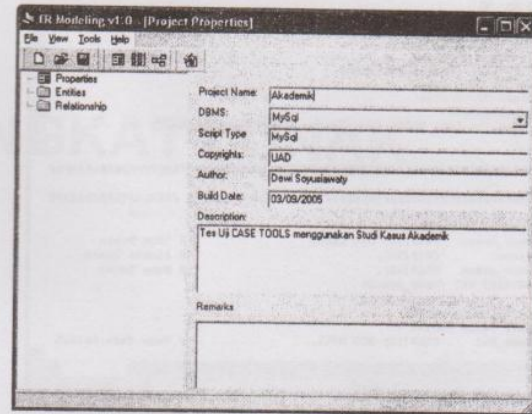 ER Modeling v1.0 - [Project Properties]
File View Tools Help
Properties
Entities
Relationship
Project Name: Akademik
DBMS: MySql
Script Type MySql
Copyrights: UAD
Author: Dewi Soyusiawaty
Build Date: 03/09/2005
Description:
Tes Uji CASE TOOLS menggunakan Studi Kasus Akademik
Remarks